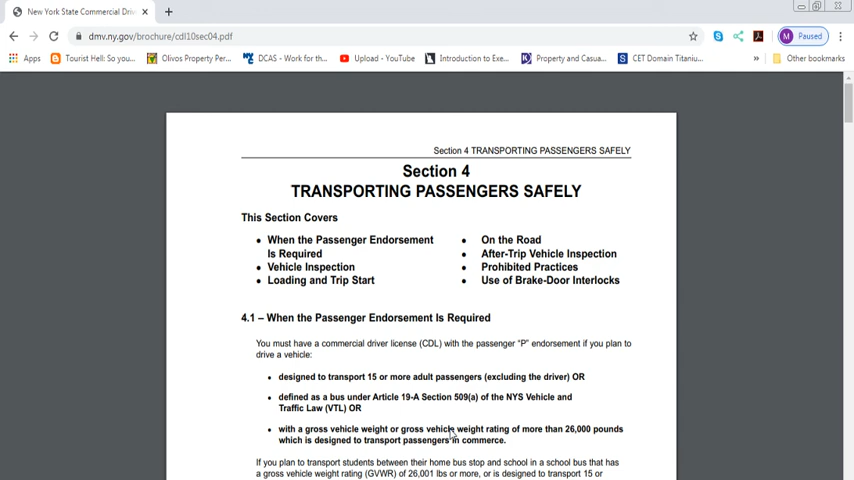 New York State Commercial Driv
dmv.ny.gov/brochure/cdl10sec04.pdf
M Paused
Apps
Tourist Hell: So you...
Olivos Property Per...
DCAS - Work for th...
Upload - YouTube
Introduction to Exe...
Property and Casua...
CET Domain Titaniu...
Other bookmarks
Section 4 TRANSPORTING PASSENGERS SAFELY
Section 4
TRANSPORTING PASSENGERS SAFELY
This Section Covers
• When the Passenger Endorsement
Is Required
• Vehicle Inspection
• Loading and Trip Start
• On the Road
• After-Trip Vehicle Inspection
• Prohibited Practices
• Use of Brake-Door Interlocks
4.1 – When the Passenger Endorsement Is Required
You must have a commercial driver license (CDL) with the passenger “P” endorsement if you plan to
drive a vehicle:
• designed to transport 15 or more adult passengers (excluding the driver) OR
• defined as a bus under Article 19-A Section 509(a) of the NYS Vehicle and
Traffic Law (VTL) OR
• with a gross vehicle weight or gross vehicle weight rating of more than 26,000 pounds
which is designed to transport passengers in commerce.
If you plan to transport students between their home bus stop and school in a school bus that has
a gross vehicle weight rating (GVWR) of 26,001 lbs or more, or is designed to transport 15 or